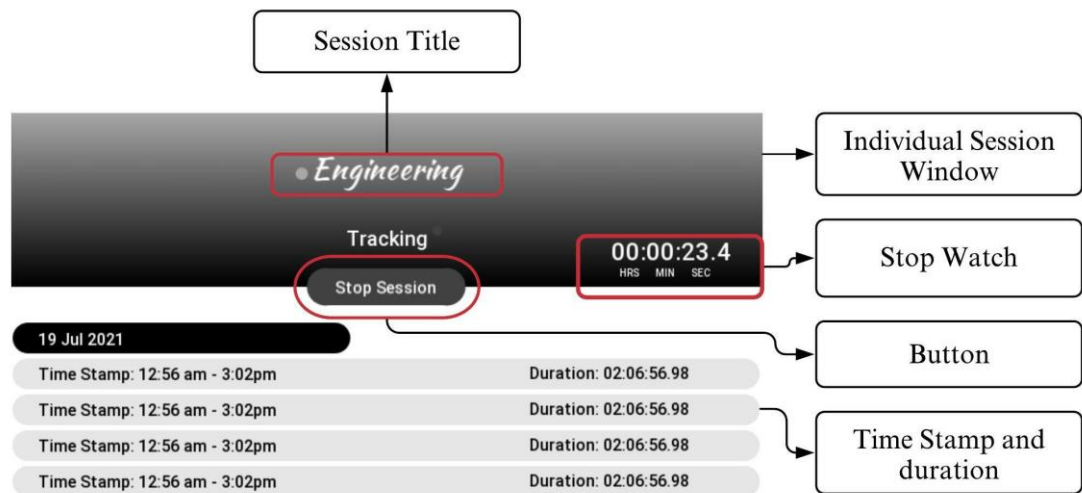 Session Title
Engineering
Individual Session
Window
Tracking
00:00:23.4
HRS MIN SEC
Stop Watch
Stop Session
19 Jul 2021
Button
Time Stamp: 12:56 am - 3:02pm Duration: 02:06:56.98
Time Stamp: 12:56 am - 3:02pm Duration: 02:06:56.98
Time Stamp: 12:56 am - 3:02pm Duration: 02:06:56.98
Time Stamp: 12:56 am - 3:02pm Duration: 02:06:56.98
Time Stamp and
duration